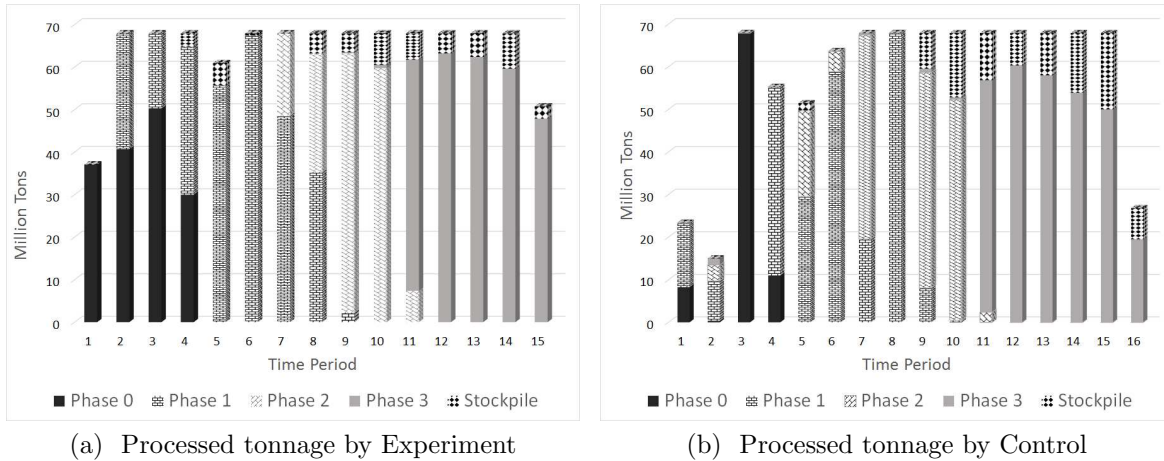 70
60
50
40
30
20
10
0
Million Tons
1 2 3 4 5 6 7 8 9 10 11 12 13 14 15
Time Period
Phase 0 Phase 1 Phase 2 Phase 3 Stockpile
(a) Processed tonnage by Experiment
70
60
50
40
30
20
10
0
Million Tons
1 2 3 4 5 6 7 8 9 10 11 12 13 14 15 16
Time Period
Phase 0 Phase 1 Phase 2 Phase 3 Stockpile
(b) Processed tonnage by Control